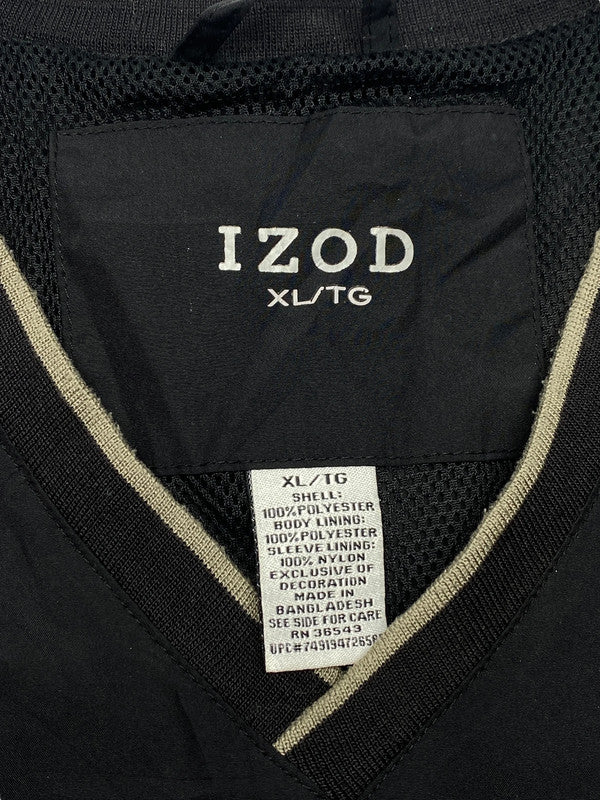 IZOD
XL/TG
XL/TG
SHELL:
100%POLYESTER
BODY LINING:
100%POLYESTER
SLEEVE LINING:
100% NYLON
EXCLUSIVE OF
DECORATION
MADE IN
BANGLADESH
SEE SIDE FOR CARE
RN 36543